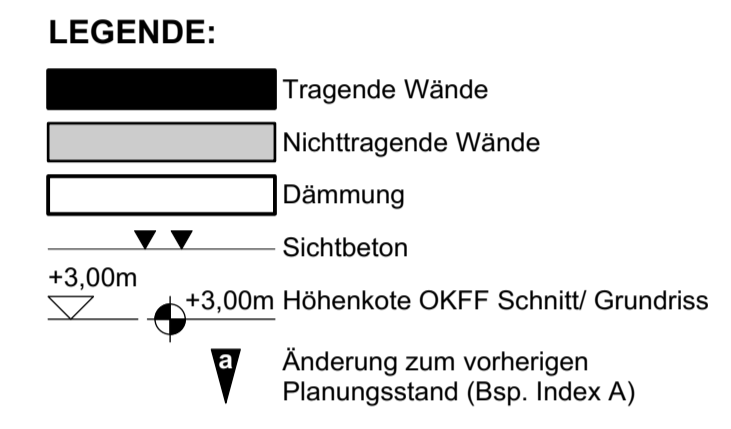 LEGENDE:
Tragende Wände
Nichttragende Wände
Dämmung
Sichtbeton
+3,00m
+3,00m Höhenkote OKFF Schnitt/ Grundriss
a
Änderung zum vorherigen
Planungsstand (Bsp. Index A)